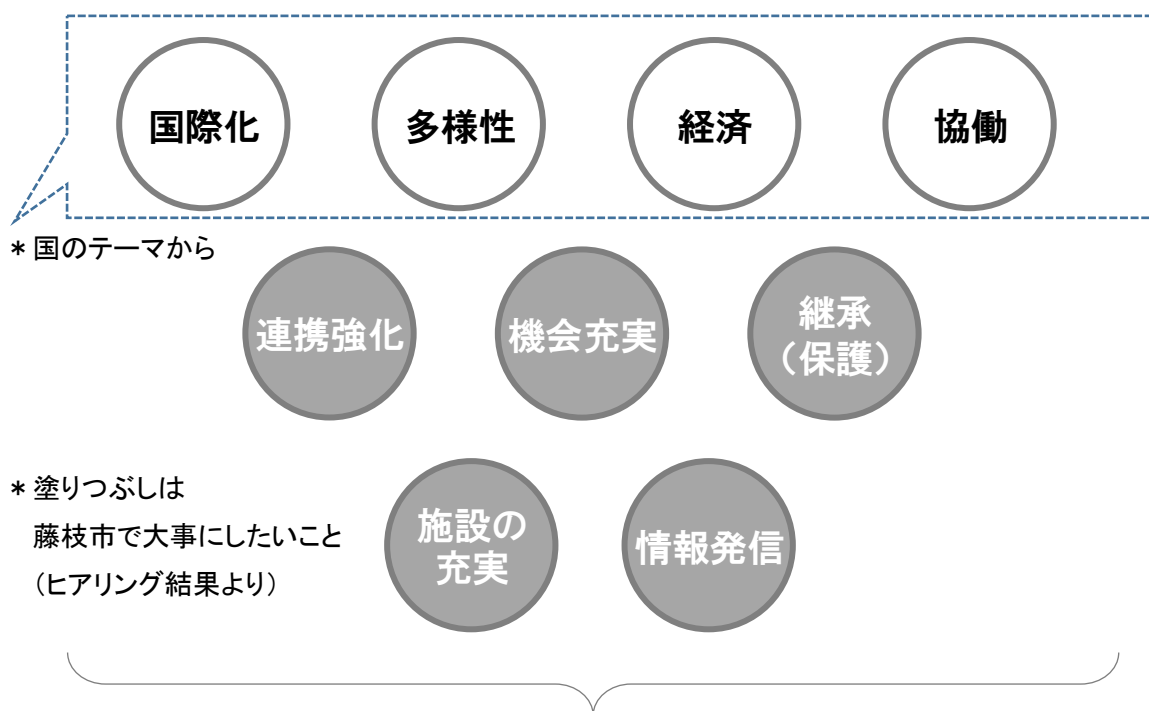 国際化
多様性
経済
協働
* 国のテーマから
連携強化
機会充実
継承
（保護）
* 塗りつぶしは
藤枝市で大事にしたいこと
（ヒアリング結果より）
施設の
充実
情報発信